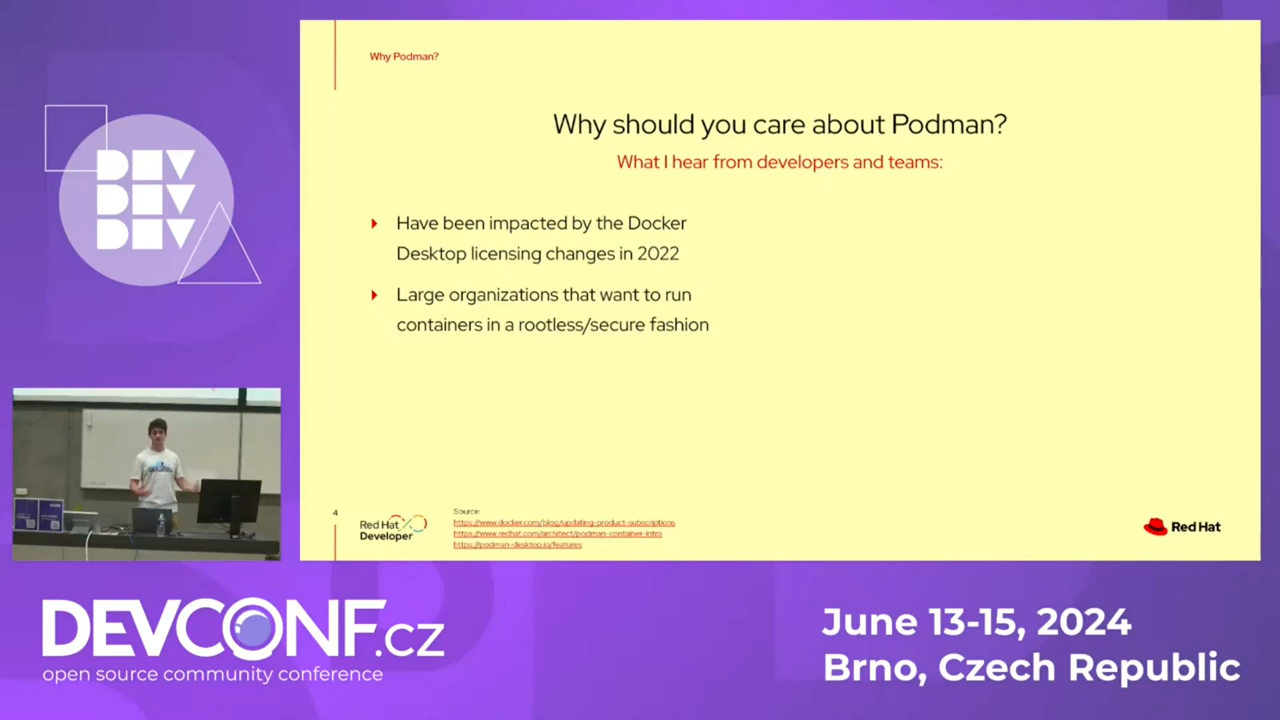 Why Podman?
Why should you care about Podman?
What I hear from developers and teams:
Have been impacted by the Docker
Desktop licensing changes in 2022
Large organizations that want to run
containers in a rootless/secure fashion
4
Red Hat
Developer
Source:
https://www.docker.com/blog/updating-product-subscriptions
https://www.redhat.com/architect/podman-container-intro
https://podman-desktop.io/features
Red Hat
DEV
DEV
DEV
DEVCONF.cz
open source community conference
June 13-15, 2024
Brno, Czech Republic